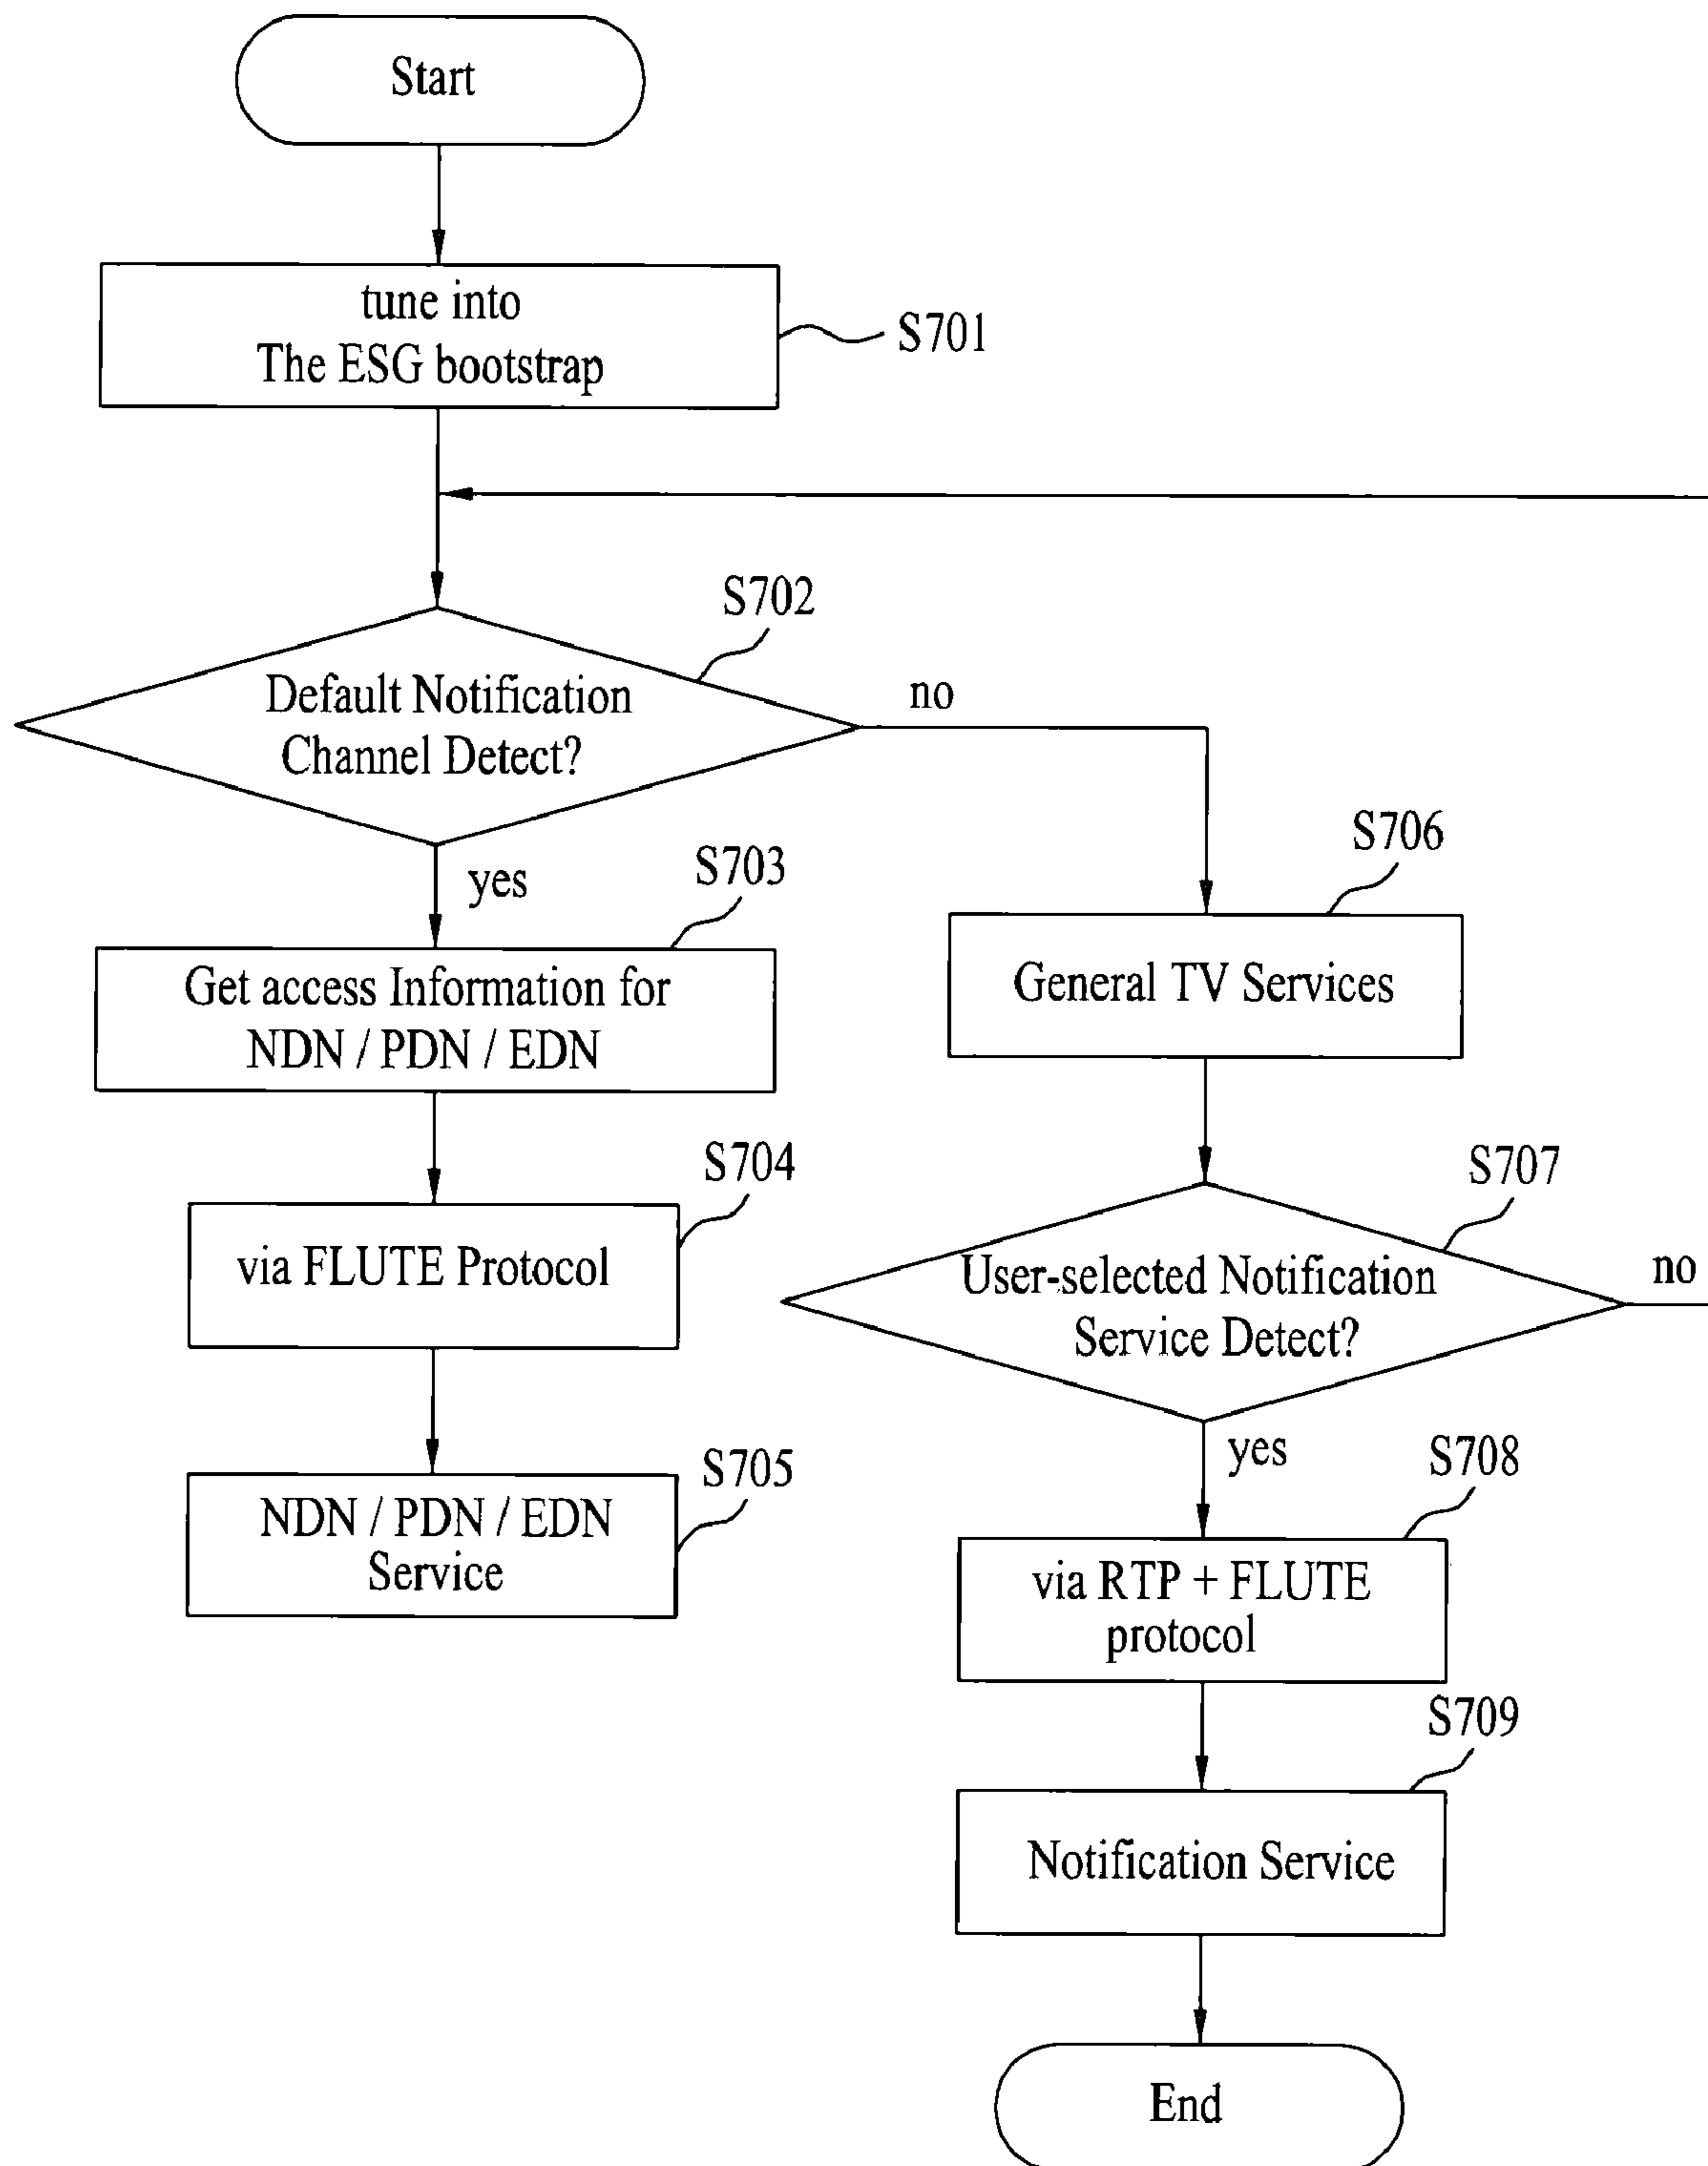 Start
tune into
The ESG bootstrap
S701
S702
Default Notification
Channel Detect?
no
yes
S703
Get access Information for
NDN / PDN / EDN
S704
via FLUTE Protocol
S705
NDN / PDN / EDN
Service
S706
General TV Services
S707
User-selected Notification
Service Detect?
no
yes
S708
via RTP + FLUTE
protocol
S709
Notification Service
End